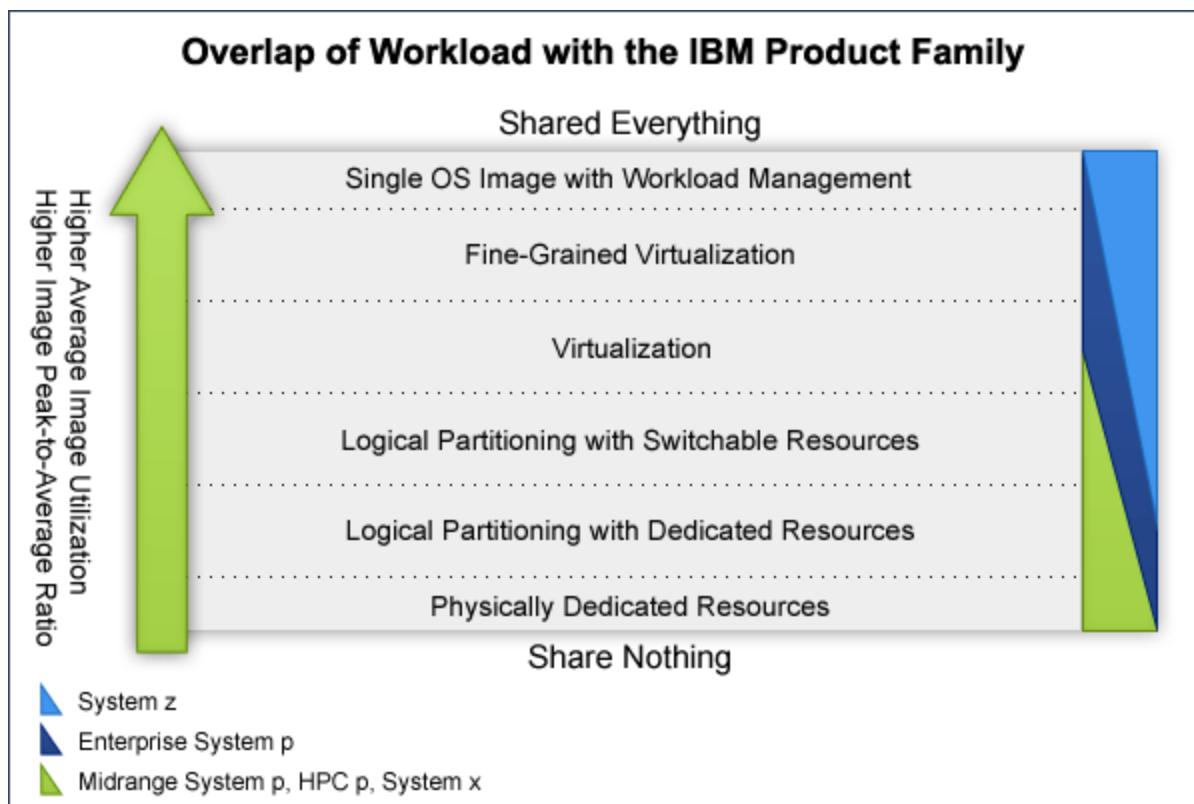 Overlap of Workload with the IBM Product Family
Shared Everything
Single OS Image with Workload Management
Fine-Grained Virtualization
Virtualization
Logical Partitioning with Switchable Resources
Logical Partitioning with Dedicated Resources
Physically Dedicated Resources
Share Nothing
Higher Average Image Utilization
Higher Image Peak-to-Average Ratio
System z
Enterprise System p
Midrange System p, HPC p, System x